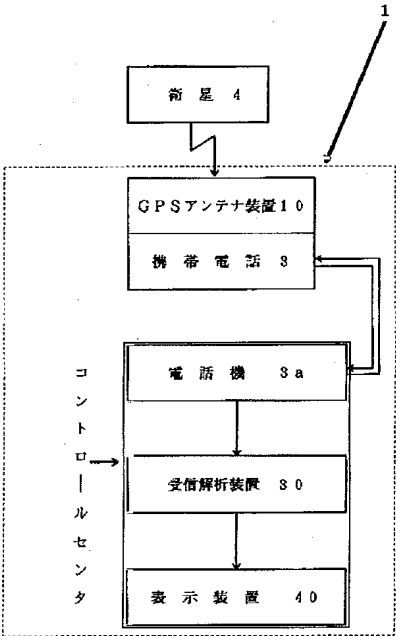 1
衛星 4
GPSアンテナ装置10
携帯電話 3
電話機 3a
コントロールセンタ
受信解析装置 30
表示装置 40